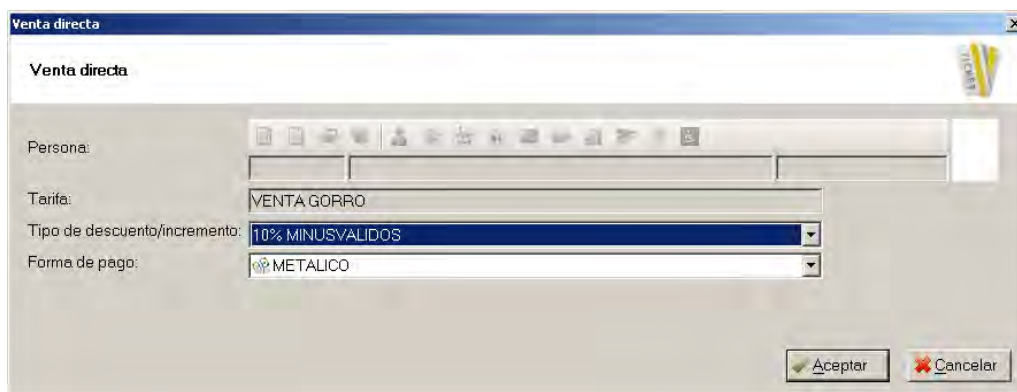 Venta directa
Venta directa
TICKET
Persona:
Tarifa:
VENTA GORRO
Tipo de descuento/incremento:
10% MINUSVALIDOS
Forma de pago:
METALICO
Aceptar
Cancelar